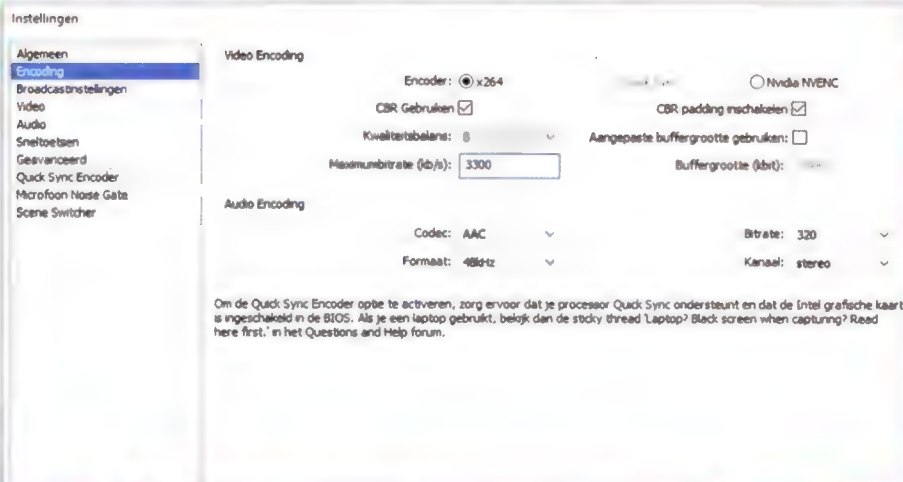 Instellingen
Algemeen
Encoding
Broadcastinstellingen
Video
Audio
Sneltoetsen
Geavanceerd
Quick Sync Encoder
Microfoon Noise Gate
Scene Switcher
Video Encoding
Encoder: x264 Nvidia NVENC
CBR Gebruiken CBR padding inschakelen
Kwaliteitsbalans: 8 Aangepaste buffergrootte gebruiken:
Maximumbitrate (kb/s): 3300 Buffergrootte (kbit):
Audio Encoding
Codec: AAC Bitrate: 320
Formaat: 48kHz Kanaal: stereo
Om de Quick Sync Encoder optie te activeren, zorg ervoor dat je processor Quick Sync ondersteunt en dat de Intel grafische kaart
is ingeschakeld in de BIOS. Als je een laptop gebruikt, bekijk dan de sticky thread 'Laptop? Black screen when capturing? Read
here first.' in het Questions and Help forum.